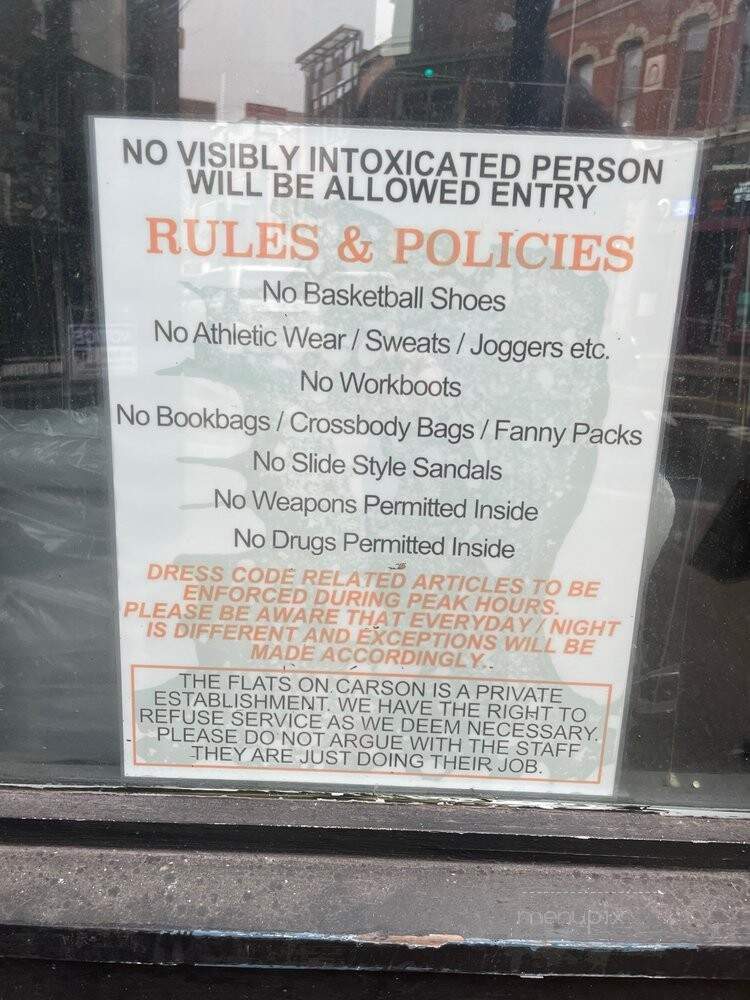 NO VISIBLY INTOXICATED PERSON
WILL BE ALLOWED ENTRY
RULES & POLICIES
No Basketball Shoes
No Athletic Wear / Sweats / Joggers etc.
No Workboots
No Bookbags / Crossbody Bags / Fanny Packs
No Slide Style Sandals
No Weapons Permitted Inside
No Drugs Permitted Inside
DRESS CODE RELATED ARTICLES TO BE
ENFORCED DURING PEAK HOURS.
PLEASE BE AWARE THAT EVERYDAY / NIGHT
IS DIFFERENT AND EXCEPTIONS WILL BE
MADE ACCORDINGLY.
THE FLATS ON CARSON IS A PRIVATE
ESTABLISHMENT. WE HAVE THE RIGHT TO
REFUSE SERVICE AS WE DEEM NECESSARY.
PLEASE DO NOT ARGUE WITH THE STAFF
THEY ARE JUST DOING THEIR JOB.
menupix